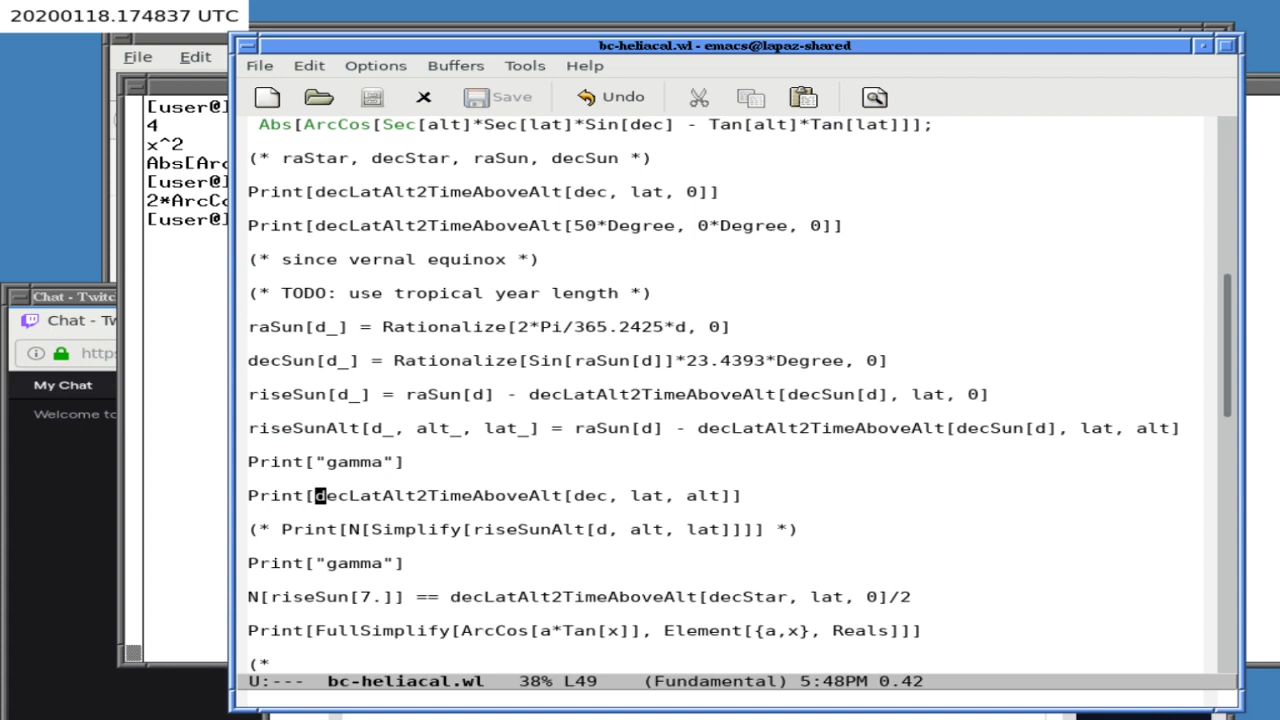 20200118.174837 UTC
bc-heliacal.wl - emacs@lapaz-shared
File Edit
File Edit Options Buffers Tools Help
Save Undo
[user@]
4
x^2
Abs[Arc
[user@]
2*ArcCo
[user@]
Chat - Twitc
Chat - Tw
https
My Chat
Welcome to
Abs[ArcCos[Sec[alt]*Sec[lat]*Sin[dec] - Tan[alt]*Tan[lat]]];
(* raStar, decStar, raSun, decSun *)
Print[decLatAlt2TimeAboveAlt[dec, lat, 0]]
Print[decLatAlt2TimeAboveAlt[50*Degree, 0*Degree, 0]]
(* since vernal equinox *)
(* TODO: use tropical year length *)
raSun[d_] = Rationalize[2*Pi/365.2425*d, 0]
decSun[d_] = Rationalize[Sin[raSun[d]]*23.4393*Degree, 0]
riseSun[d_] = raSun[d] - decLatAlt2TimeAboveAlt[decSun[d], lat, 0]
riseSunAlt[d_, alt_, lat_] = raSun[d] - decLatAlt2TimeAboveAlt[decSun[d], lat, alt]
Print["gamma"]
Print[decLatAlt2TimeAboveAlt[dec, lat, alt]]
(* Print[N[Simplify[riseSunAlt[d, alt, lat]]]] *)
Print["gamma"]
N[riseSun[7.]] == decLatAlt2TimeAboveAlt[decStar, lat, 0]/2
Print[FullSimplify[ArcCos[a*Tan[x]], Element[{a,x}, Reals]]]
(*
U:--- bc-heliacal.wl 38% L49 (Fundamental) 5:48PM 0.42